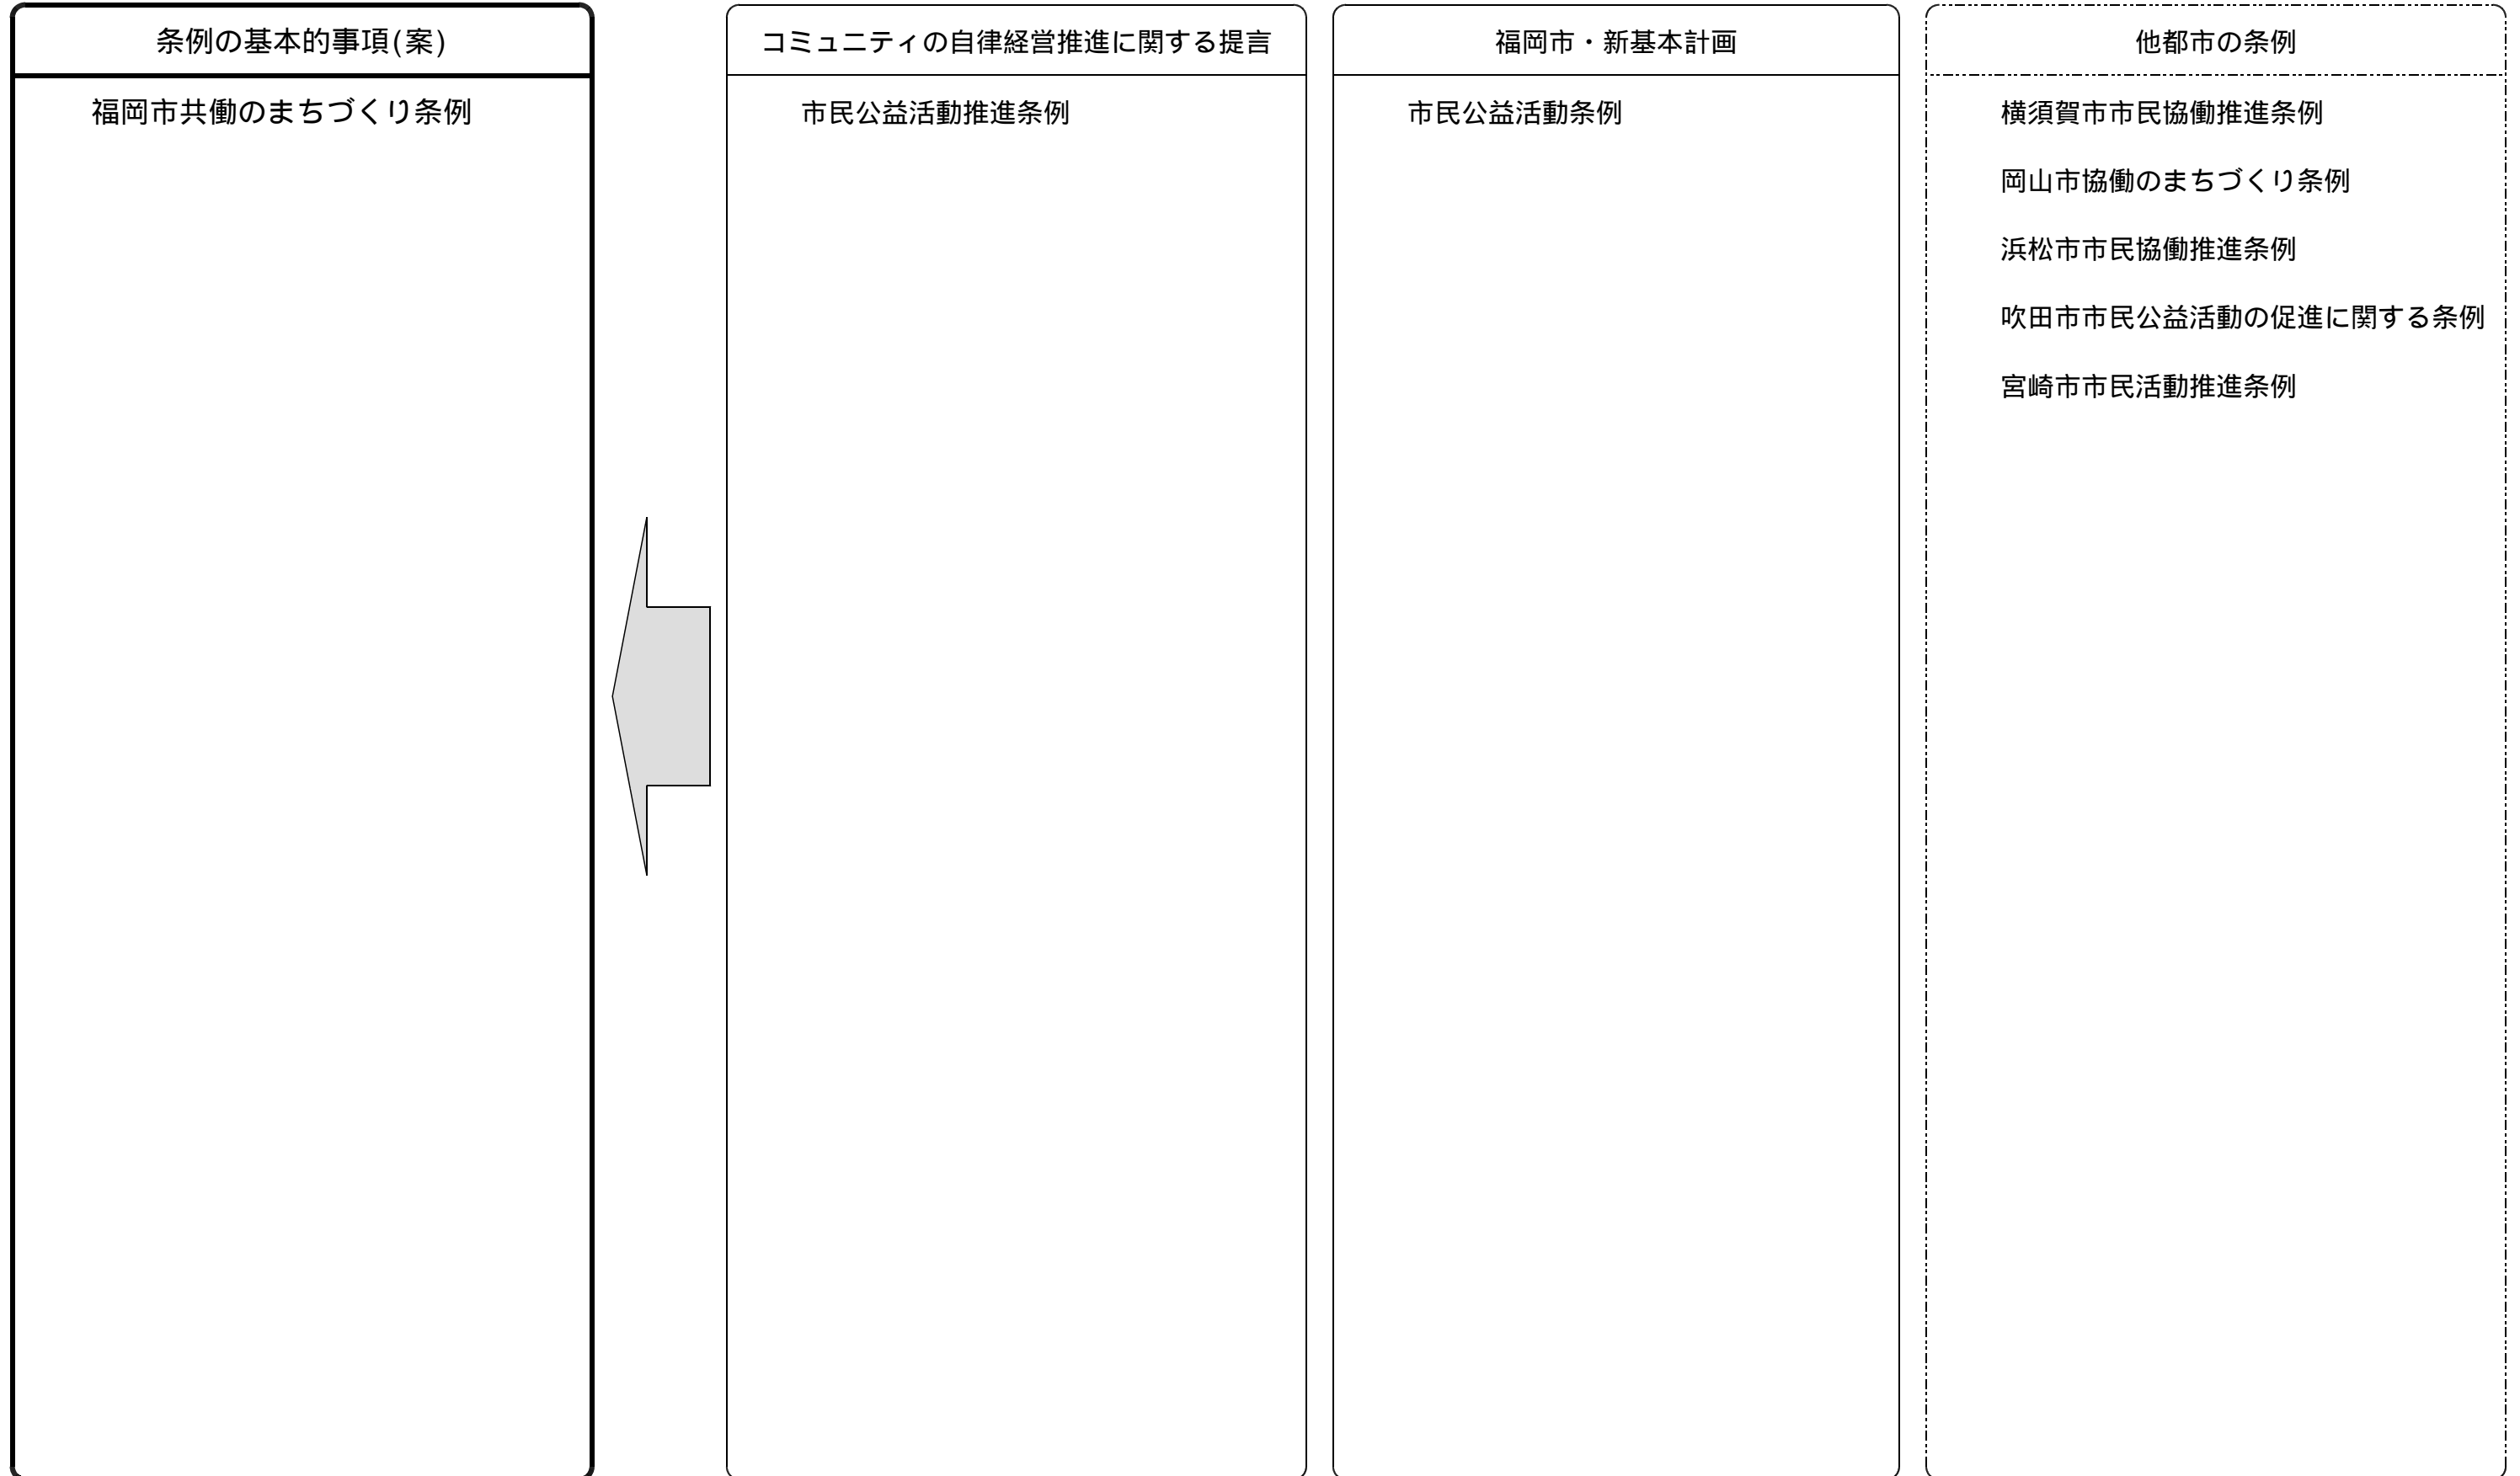 条例の基本的事項(案)
福岡市共働のまちづくり条例
コミュニティの自律経営推進に関する提言
市民公益活動推進条例
福岡市・新基本計画
市民公益活動条例
他都市の条例
横須賀市市民協働推進条例
岡山市協働のまちづくり条例
浜松市市民協働推進条例
吹田市市民公益活動の促進に関する条例
宮崎市市民活動推進条例